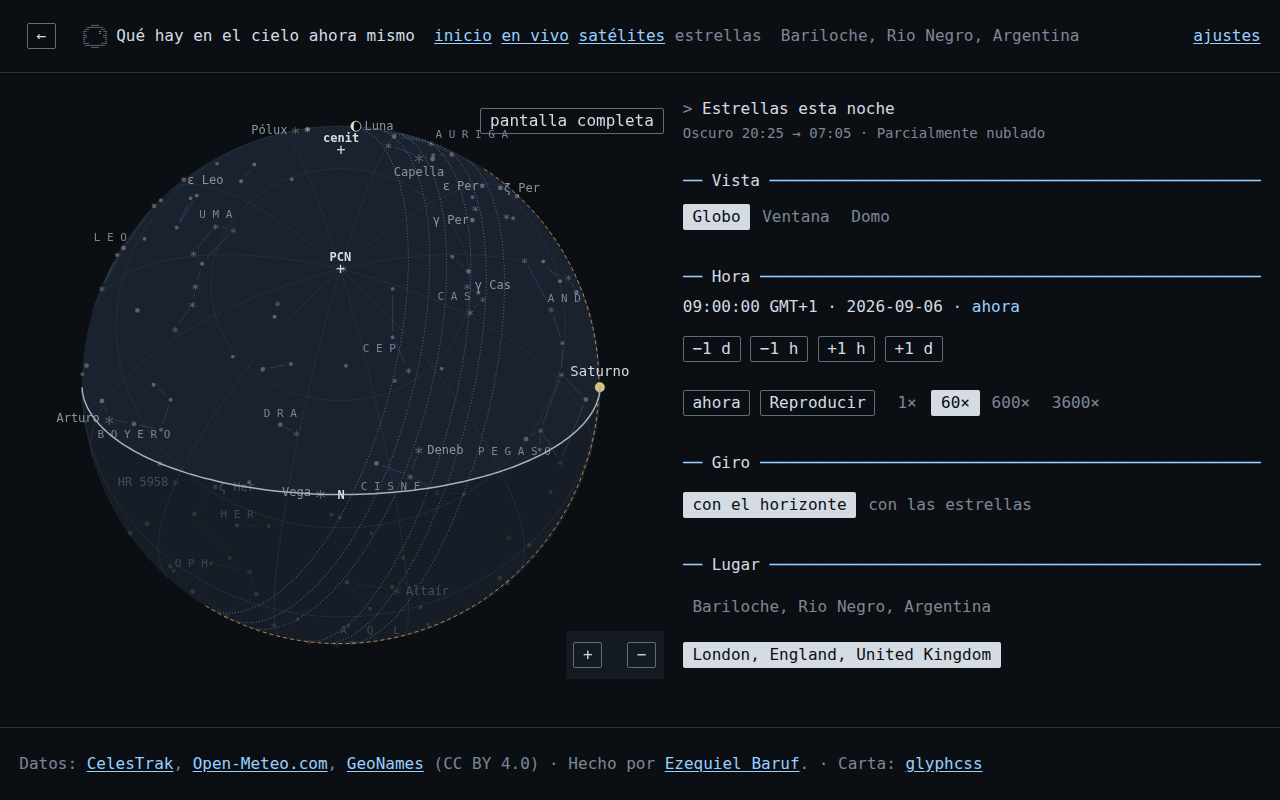 ← Qué hay en el cielo ahora mismo inicio en vivo satélites estrellas Bariloche, Rio Negro, Argentina ajustes
pantalla completa
Pólux
Luna
cenit
AURIGA
Capella
ε Leo
ε Per
ζ Per
UMA
γ Per
LEO
PCN
γ Cas
CAS
AND
CEP
Saturno
DRA
Arturo
BOYERO
Deneb
PEGASO
HR 5958
ζ Her
Vega
N
CISNE
HER
OPH
Altaír
AQL
+ −
> Estrellas esta noche
Oscuro 20:25 → 07:05 · Parcialmente nublado
Vista
Globo Ventana Domo
Hora
09:00:00 GMT+1 · 2026-09-06 · ahora
−1 d −1 h +1 h +1 d
ahora Reproducir 1× 60× 600× 3600×
Giro
con el horizonte con las estrellas
Lugar
Bariloche, Rio Negro, Argentina
London, England, United Kingdom
Datos: CelesTrak, Open-Meteo.com, GeoNames (CC BY 4.0) · Hecho por Ezequiel Baruf. · Carta: glyphcss